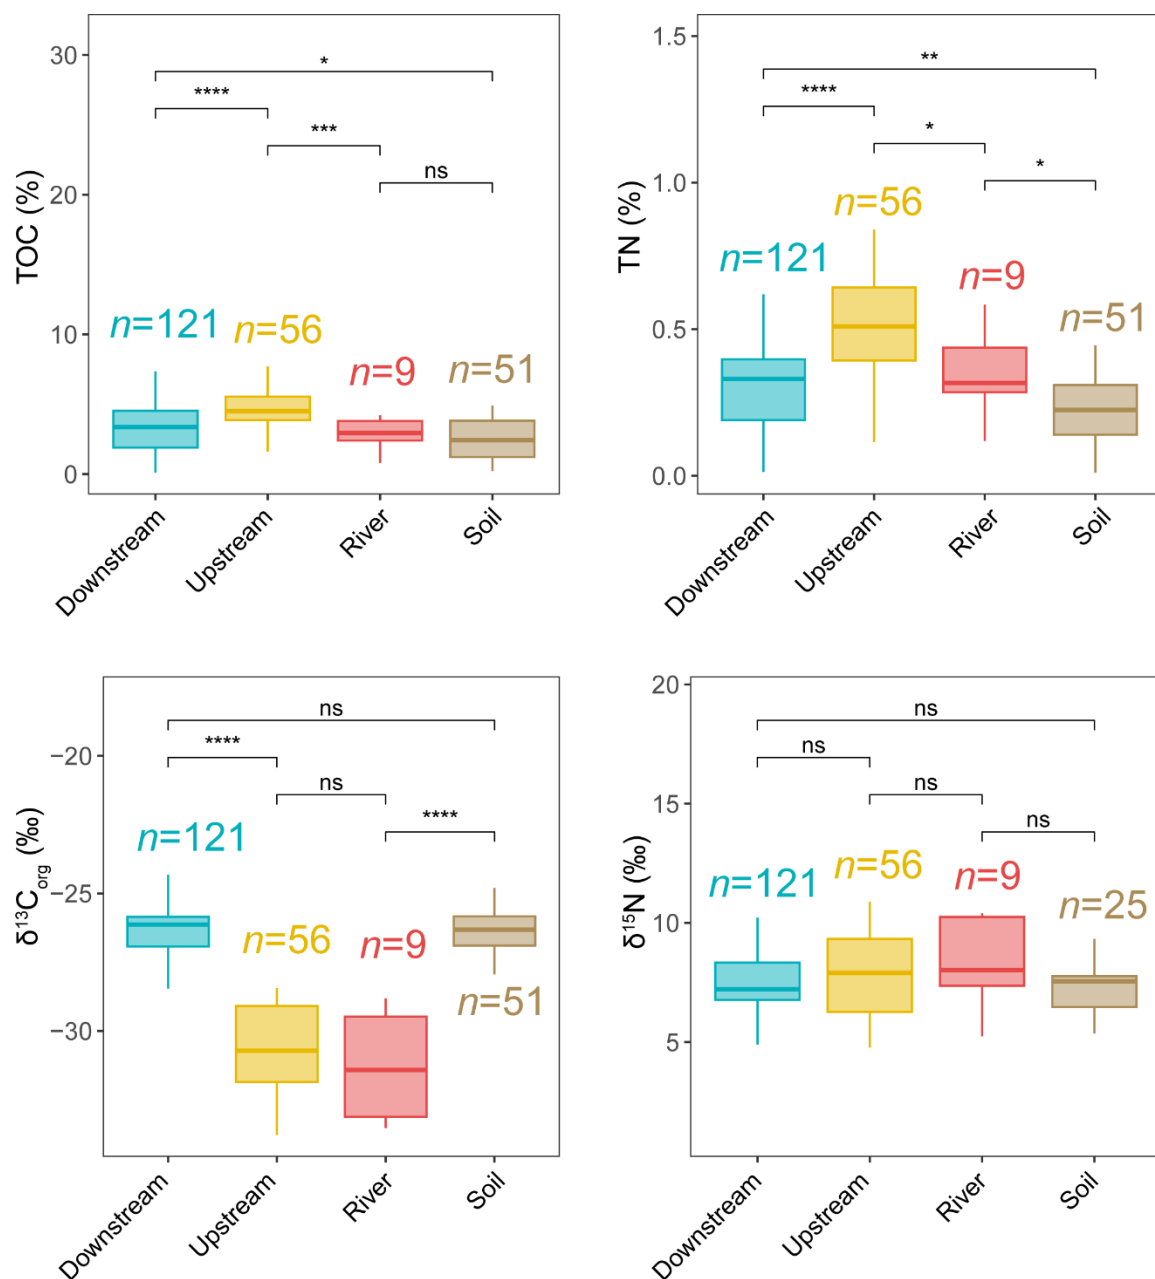 TOC (%)
30
20
10
0
*
****
***
ns
n=121
n=56
n=9
n=51
Downstream
Upstream
River
Soil
TN (%)
1.5
1.0
0.5
0.0
**
****
*
*
n=121
n=56
n=9
n=51
Downstream
Upstream
River
Soil
δ¹³C_org (‰)
−20
−25
−30
ns
****
ns
****
n=121
n=56
n=9
n=51
Downstream
Upstream
River
Soil
δ¹⁵N (‰)
20
15
10
5
ns
ns
ns
ns
n=121
n=56
n=9
n=25
Downstream
Upstream
River
Soil